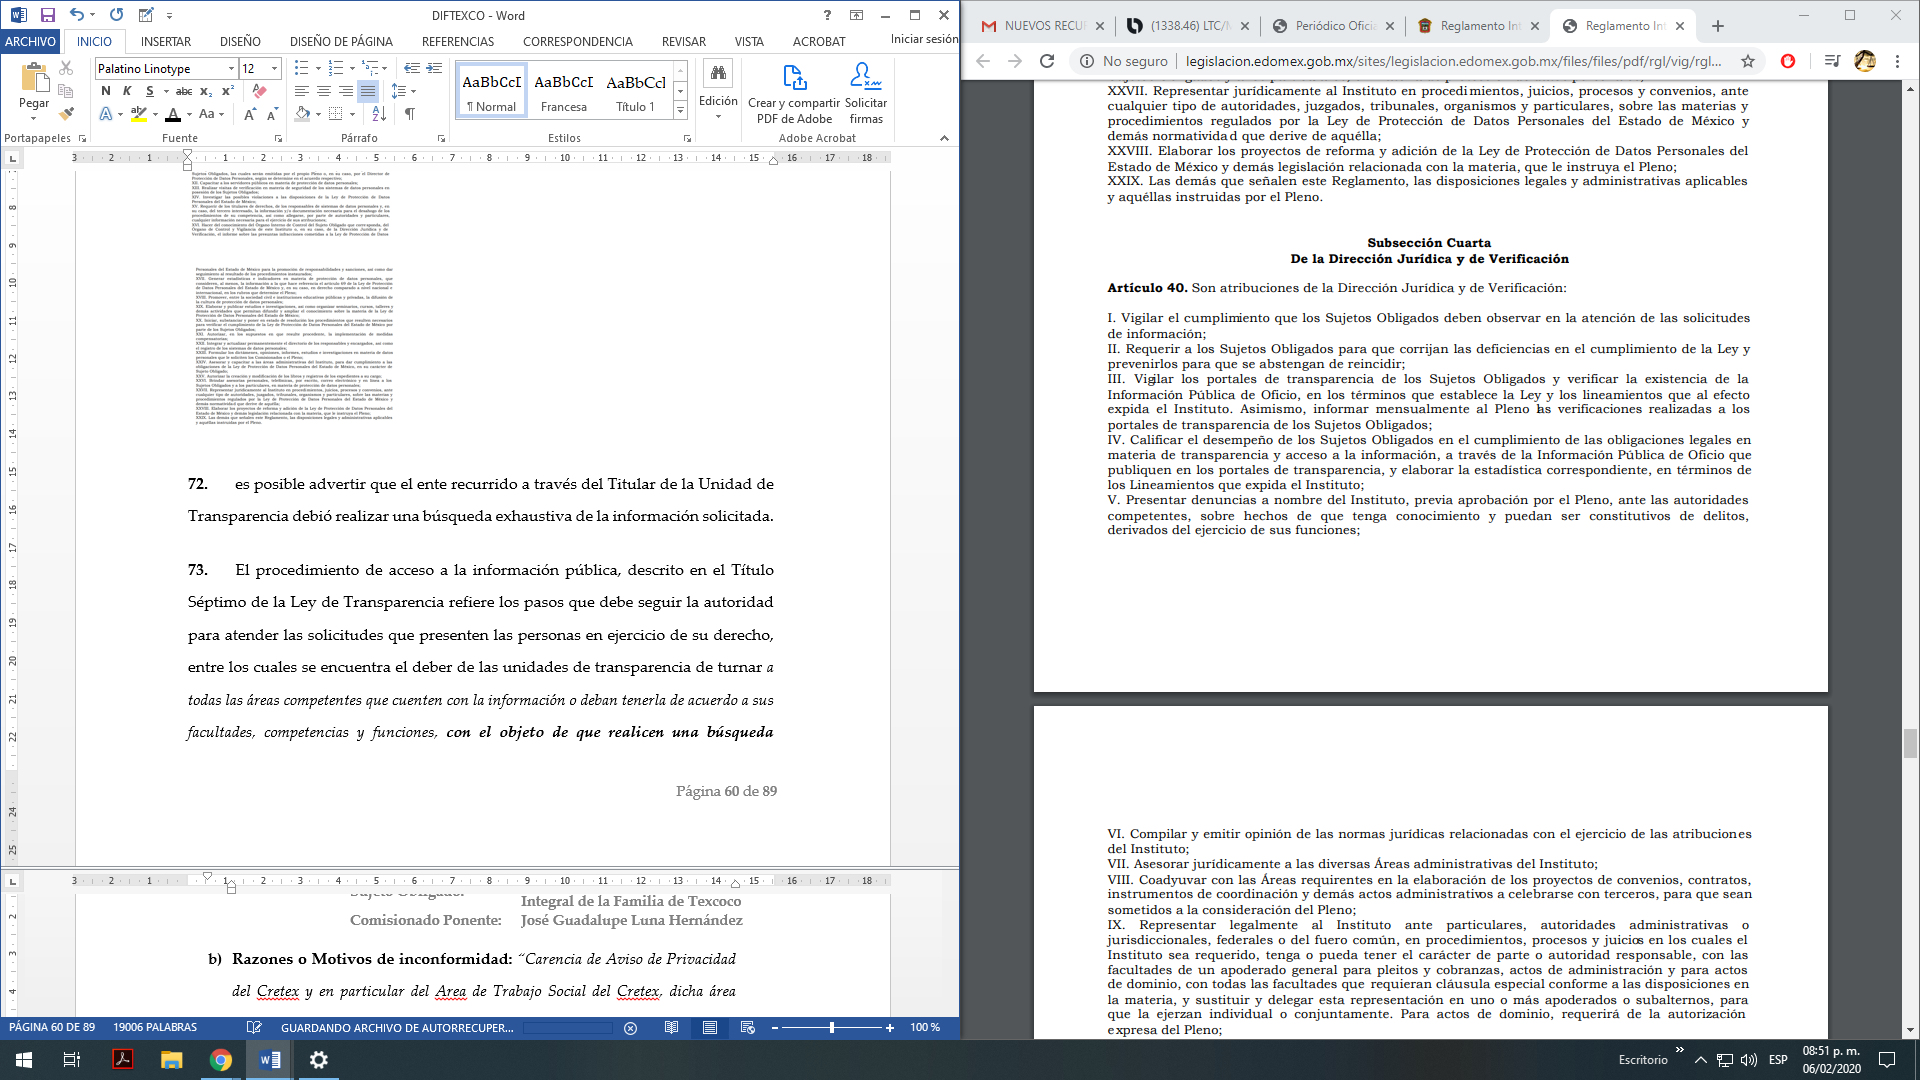 DIFTEXCO - Word
ARCHIVO INICIO INSERTAR DISEÑO DISEÑO DE PÁGINA REFERENCIAS CORRESPONDENCIA REVISAR VISTA ACROBAT Iniciar sesión
Pegar
Palatino Linotype 12
N K S abc x₂ x²
A A Aa A A
AaBbCcI AaBbCcI AaBbCcl
¶ Normal Francesa Título 1
Edición
Crear y compartir PDF de Adobe
Solicitar firmas
Portapapeles Fuente Párrafo Estilos Adobe Acrobat
72. es posible advertir que el ente recurrido a través del Titular de la Unidad de
Transparencia debió realizar una búsqueda exhaustiva de la información solicitada.
73. El procedimiento de acceso a la información pública, descrito en el Título
Séptimo de la Ley de Transparencia refiere los pasos que debe seguir la autoridad
para atender las solicitudes que presenten las personas en ejercicio de su derecho,
entre los cuales se encuentra el deber de las unidades de transparencia de turnar a
todas las áreas competentes que cuenten con la información o deban tenerla de acuerdo a sus
facultades, competencias y funciones, con el objeto de que realicen una búsqueda
Página 60 de 89
Integral de la Familia de Texcoco
Comisionado Ponente: José Guadalupe Luna Hernández
b) Razones o Motivos de inconformidad: “Carencia de Aviso de Privacidad
del Cretex y en particular del Area de Trabajo Social del Cretex, dicha área
PÁGINA 60 DE 89 19006 PALABRAS GUARDANDO ARCHIVO DE AUTORRECUPER... 100 %
NUEVOS RECUR (1338.46) LTC/M Periódico Oficia Reglamento Int Reglamento Int
No seguro legislacion.edomex.gob.mx/sites/legislacion.edomex.gob.mx/files/files/pdf/rgl/vig/rgl...
XXVII. Representar jurídicamente al Instituto en procedimientos, juicios, procesos y convenios, ante
cualquier tipo de autoridades, juzgados, tribunales, organismos y particulares, sobre las materias y
procedimientos regulados por la Ley de Protección de Datos Personales del Estado de México y
demás normatividad que derive de aquélla;
XXVIII. Elaborar los proyectos de reforma y adición de la Ley de Protección de Datos Personales del
Estado de México y demás legislación relacionada con la materia, que le instruya el Pleno;
XXIX. Las demás que señalen este Reglamento, las disposiciones legales y administrativas aplicables
y aquéllas instruidas por el Pleno.
Subsección Cuarta
De la Dirección Jurídica y de Verificación
Artículo 40. Son atribuciones de la Dirección Jurídica y de Verificación:
I. Vigilar el cumplimiento que los Sujetos Obligados deben observar en la atención de las solicitudes
de información;
II. Requerir a los Sujetos Obligados para que corrijan las deficiencias en el cumplimiento de la Ley y
prevenirlos para que se abstengan de reincidir;
III. Vigilar los portales de transparencia de los Sujetos Obligados y verificar la existencia de la
Información Pública de Oficio, en los términos que establece la Ley y los lineamientos que al efecto
expida el Instituto. Asimismo, informar mensualmente al Pleno las verificaciones realizadas a los
portales de transparencia de los Sujetos Obligados;
IV. Calificar el desempeño de los Sujetos Obligados en el cumplimiento de las obligaciones legales en
materia de transparencia y acceso a la información, a través de la Información Pública de Oficio que
publiquen en los portales de transparencia, y elaborar la estadística correspondiente, en términos de
los Lineamientos que expida el Instituto;
V. Presentar denuncias a nombre del Instituto, previa aprobación por el Pleno, ante las autoridades
competentes, sobre hechos de que tenga conocimiento y puedan ser constitutivos de delitos,
derivados del ejercicio de sus funciones;
VI. Compilar y emitir opinión de las normas jurídicas relacionadas con el ejercicio de las atribuciones
del Instituto;
VII. Asesorar jurídicamente a las diversas Áreas administrativas del Instituto;
VIII. Coadyuvar con las Áreas requirentes en la elaboración de los proyectos de convenios, contratos,
instrumentos de coordinación y demás actos administrativos a celebrarse con terceros, para que sean
sometidos a la consideración del Pleno;
IX. Representar legalmente al Instituto ante particulares, autoridades administrativas o
jurisdiccionales, federales o del fuero común, en procedimientos, procesos y juicios en los cuales el
Instituto sea requerido, tenga o pueda tener el carácter de parte o autoridad responsable, con las
facultades de un apoderado general para pleitos y cobranzas, actos de administración y para actos
de dominio, con todas las facultades que requieran cláusula especial conforme a las disposiciones en
la materia, y sustituir y delegar esta representación en uno o más apoderados o subalternos, para
que la ejerzan individual o conjuntamente. Para actos de dominio, requerirá de la autorización
expresa del Pleno;
Escritorio ESP 08:51 p. m.
06/02/2020